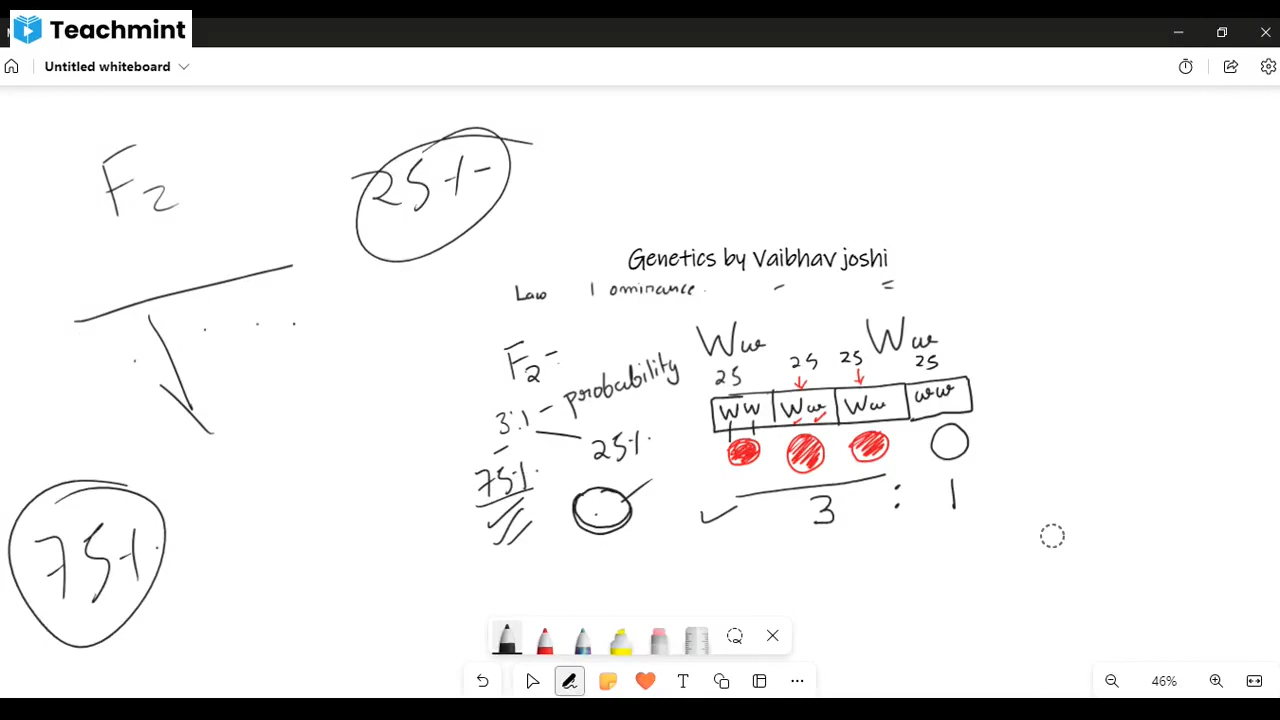 Teachmint
Untitled whiteboard
F2
25%
75%
Genetics by Vaibhav joshi
Law ominance
F2 -
3:1 - probability
25%
75%
Ww Ww
25 25 25 25
WW Ww Ww ww
3 : 1
46%